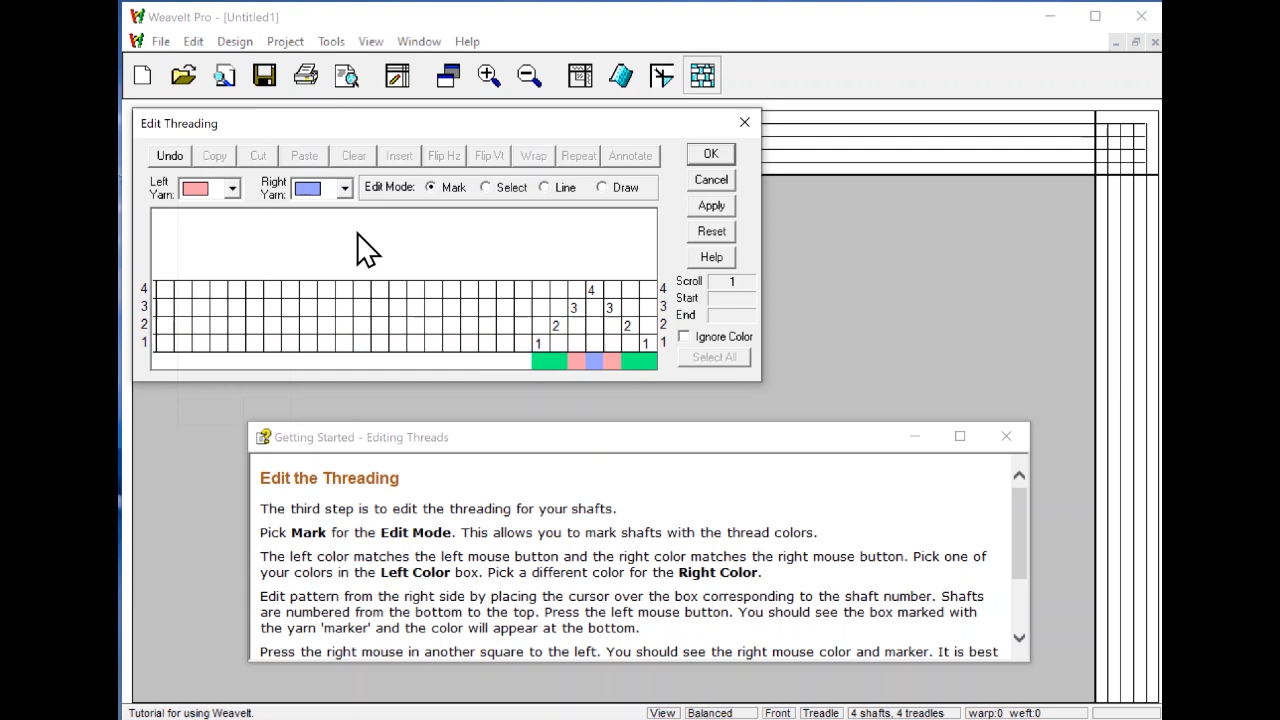 WeaveIt Pro - [Untitled1]
File Edit Design Project Tools View Window Help
Edit Threading
Undo Copy Cut Paste Clear Insert Flip Hz Flip Vt Wrap Repeat Annotate OK
Left Yarn: Right Yarn: Edit Mode: Mark Select Line Draw Cancel
Apply
Reset
Help
Scroll 1
Start
End
4 4 4
3 3 3 3
2 2 2 2
1 1 1 1
Ignore Color
Select All
Getting Started - Editing Threads
Edit the Threading
The third step is to edit the threading for your shafts.
Pick Mark for the Edit Mode. This allows you to mark shafts with the thread colors.
The left color matches the left mouse button and the right color matches the right mouse button. Pick one of
your colors in the Left Color box. Pick a different color for the Right Color.
Edit pattern from the right side by placing the cursor over the box corresponding to the shaft number. Shafts
are numbered from the bottom to the top. Press the left mouse button. You should see the box marked with
the yarn 'marker' and the color will appear at the bottom.
Press the right mouse in another square to the left. You should see the right mouse color and marker. It is best
Tutorial for using WeaveIt. View Balanced Front Treadle 4 shafts, 4 treadles warp:0 weft:0